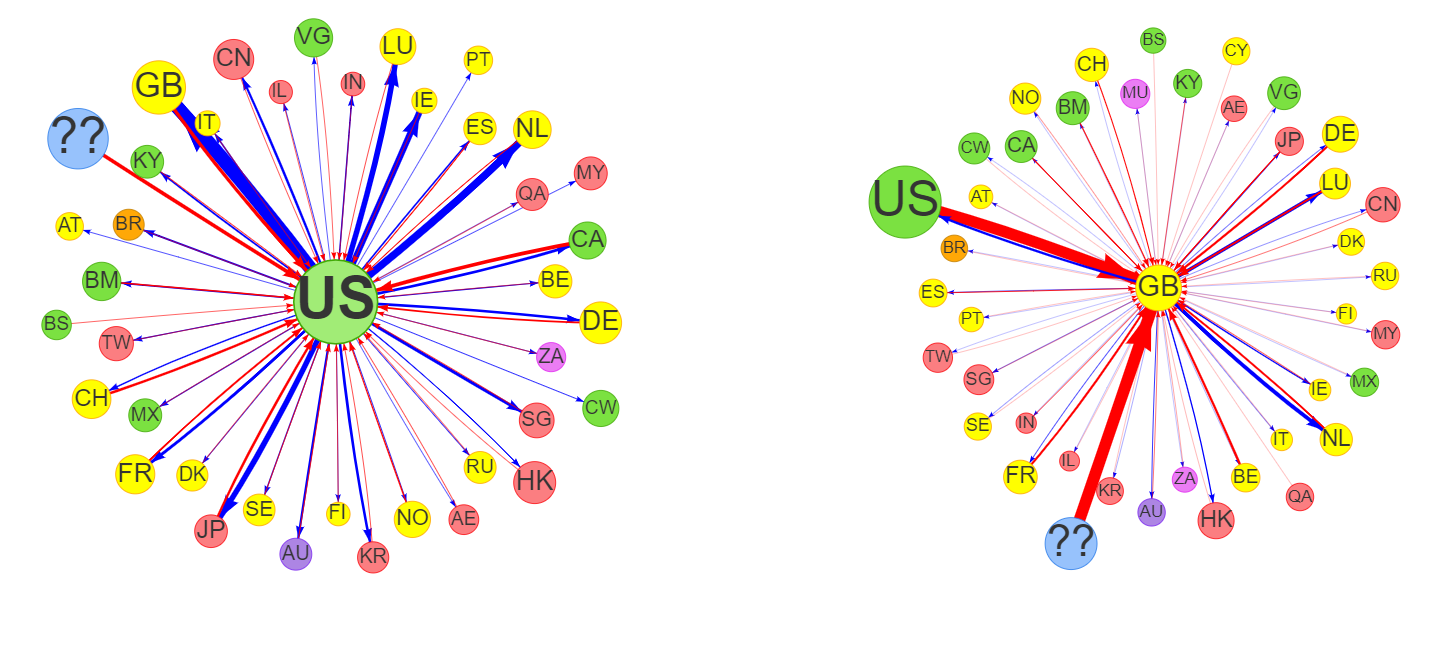 VG
CN
LU
PT
GB
IL
IN
IE
IT
ES
NL
??
KY
MY
QA
AT
BR
CA
BM
BE
US
BS
DE
TW
ZA
CH
MX
CW
SG
FR
DK
RU
HK
JP
SE
FI
NO
AE
AU
KR
BS
CY
CH
MU
KY
NO
BM
AE
VG
CW
CA
JP
DE
US
AT
LU
CN
BR
DK
ES
GB
RU
PT
FI
TW
MY
SG
IE
MX
SE
IN
IT
NL
FR
IL
KR
ZA
BE
QA
AU
HK
??